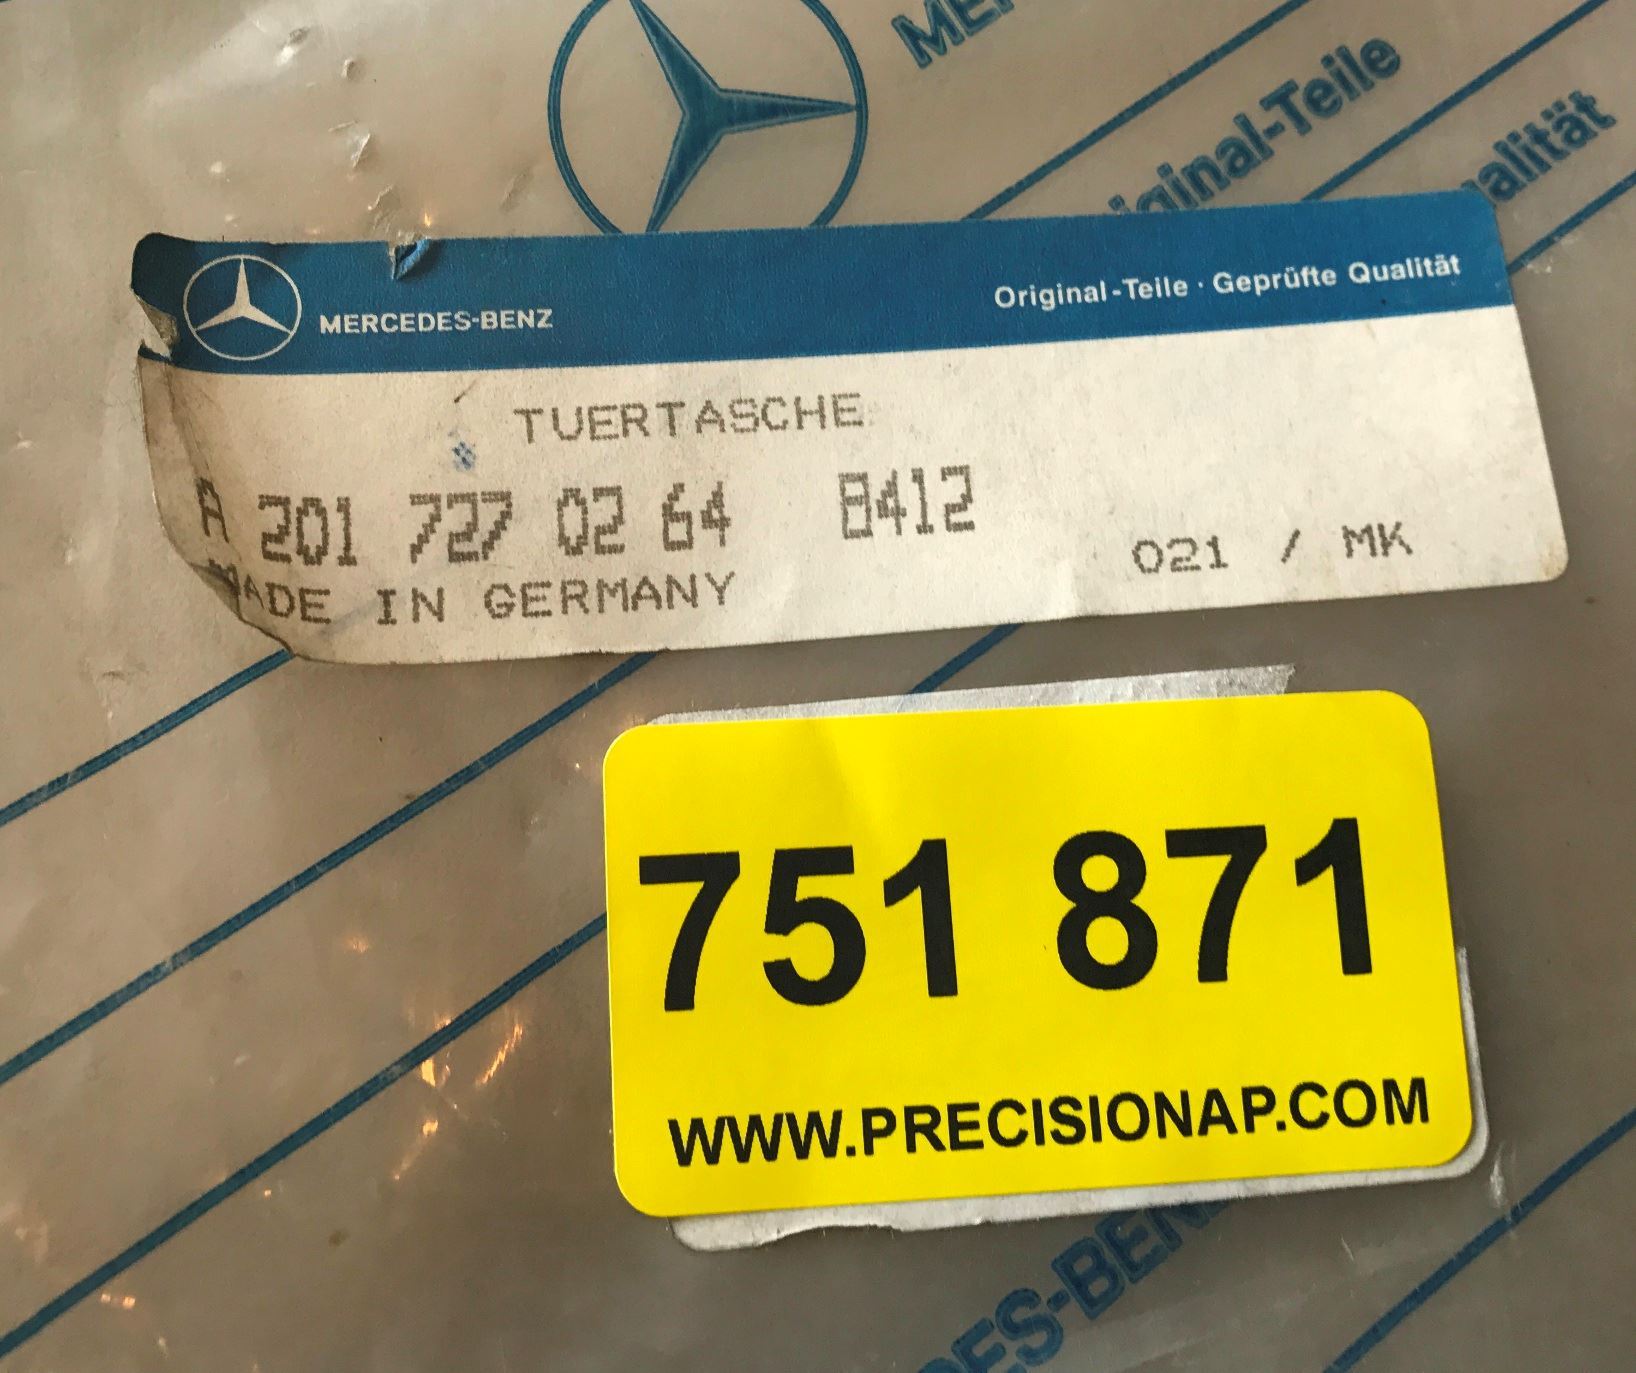 Original-Teile
MERCEDES-BENZ
Original-Teile · Geprüfte Qualität
TUERTASCHE
A 201 727 02 64 8412
021 / MK
MADE IN GERMANY
751 871
WWW.PRECISIONAP.COM